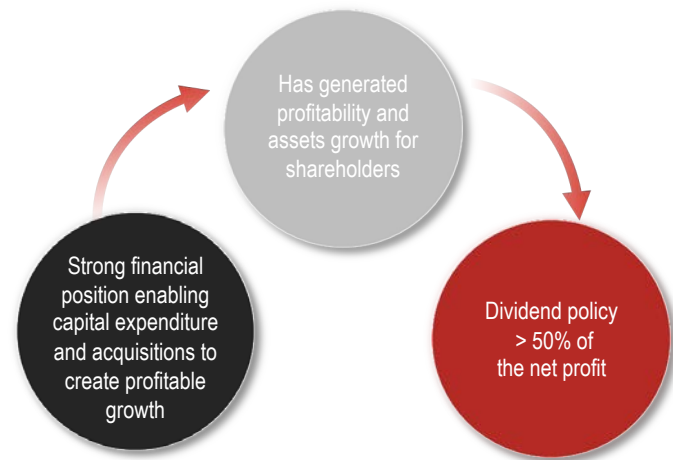 Has generated
profitability and
assets growth for
shareholders
Strong financial
position enabling
capital expenditure
and acquisitions to
create profitable
growth
Dividend policy
> 50% of
the net profit